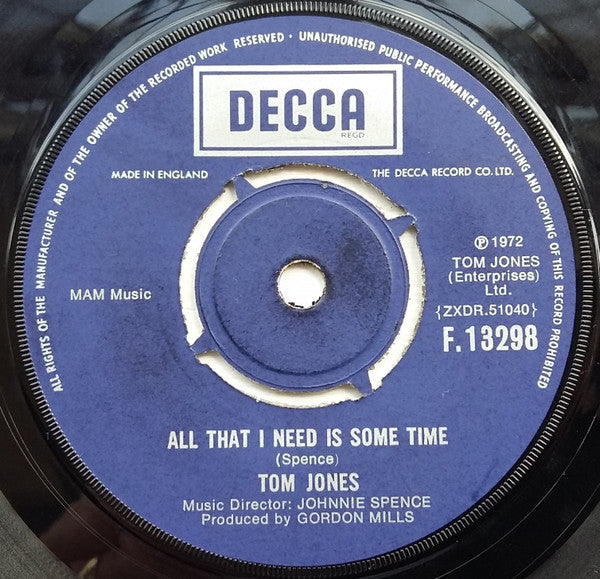 ALL RIGHTS OF THE MANUFACTURER AND OF THE OWNER OF THE RECORDED WORK RESERVED · UNAUTHORISED PUBLIC PERFORMANCE BROADCASTING AND COPYING OF THIS RECORD PROHIBITED
DECCA
REGD
MADE IN ENGLAND
THE DECCA RECORD CO. LTD.
℗ 1972
TOM JONES
(Enterprises)
Ltd.
MAM Music
{ZXDR.51040}
F.13298
ALL THAT I NEED IS SOME TIME
(Spence)
TOM JONES
Music Director: JOHNNIE SPENCE
Produced by GORDON MILLS